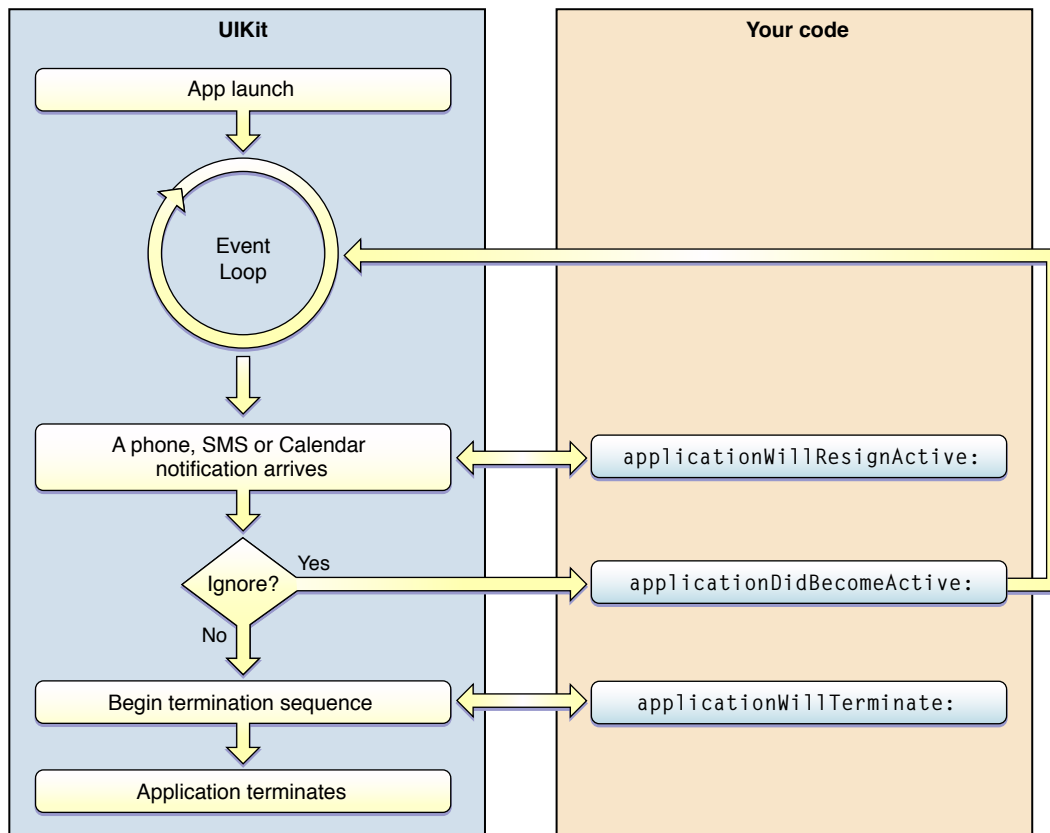 UIKit
Your code
App launch
Event
Loop
A phone, SMS or Calendar
notification arrives
applicationWillResignActive:
Ignore?
Yes
applicationDidBecomeActive:
No
Begin termination sequence
applicationWillTerminate:
Application terminates